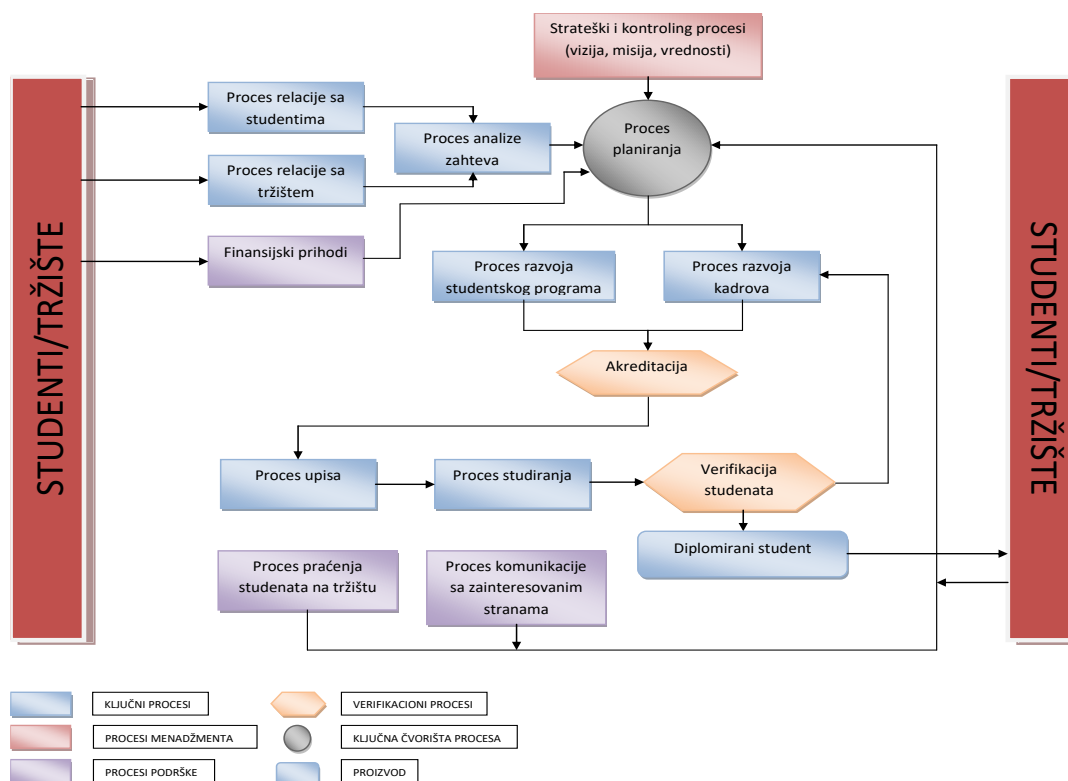 Strateški i kontroling procesi
(vizija, misija, vrednosti)
STUDENTI/TRŽIŠTE
STUDENTI/TRŽIŠTE
Proces relacije sa
studentima
Proces analize
zahteva
Proces
planiranja
Proces relacije sa
tržištem
Finansijski prihodi
Proces razvoja
studentskog programa
Proces razvoja
kadrova
Akreditacija
Proces upisa
Proces studiranja
Verifikacija
studenata
Diplomirani student
Proces praćenja
studenata na tržištu
Proces komunikacije
sa zainteresovanim
stranama
KLJUČNI PROCESI
VERIFIKACIONI PROCESI
PROCESI MENADŽMENTA
KLJUČNA ČVORIŠTA PROCESA
PROCESI PODRŠKE
PROIZVOD